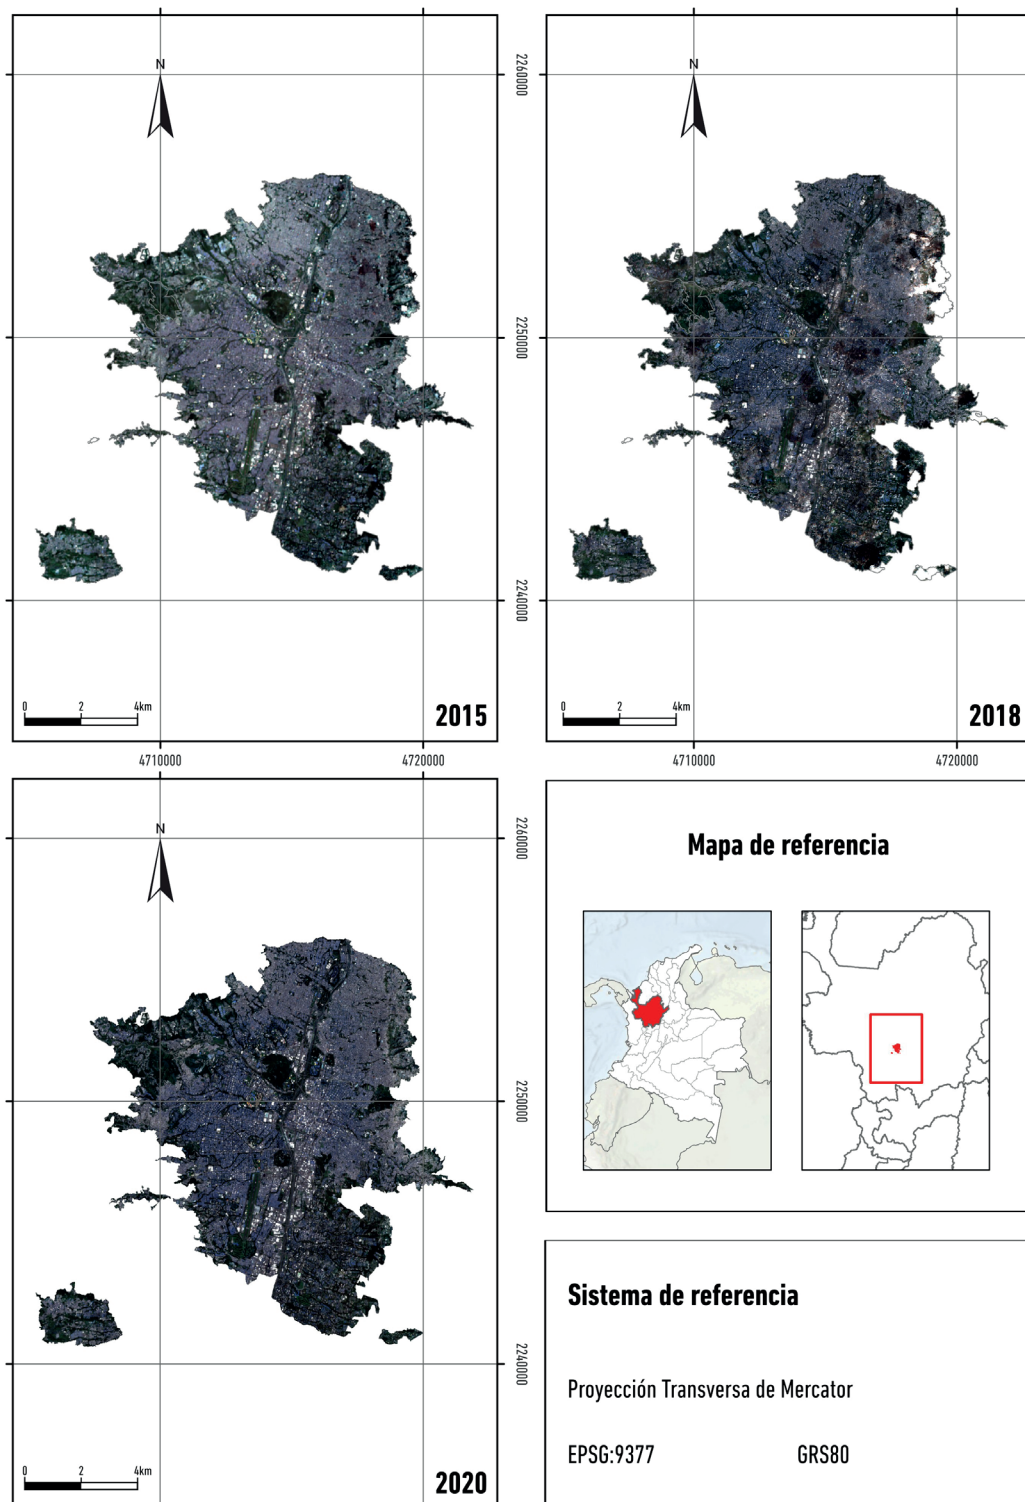 N
N
2260000
2250000
2240000
0 2 4km
2015
0 2 4km
2018
4710000 4720000
4710000 4720000
N
2260000
2250000
2240000
0 2 4km
2020
Mapa de referencia
Sistema de referencia
Proyección Transversa de Mercator
EPSG:9377 GRS80